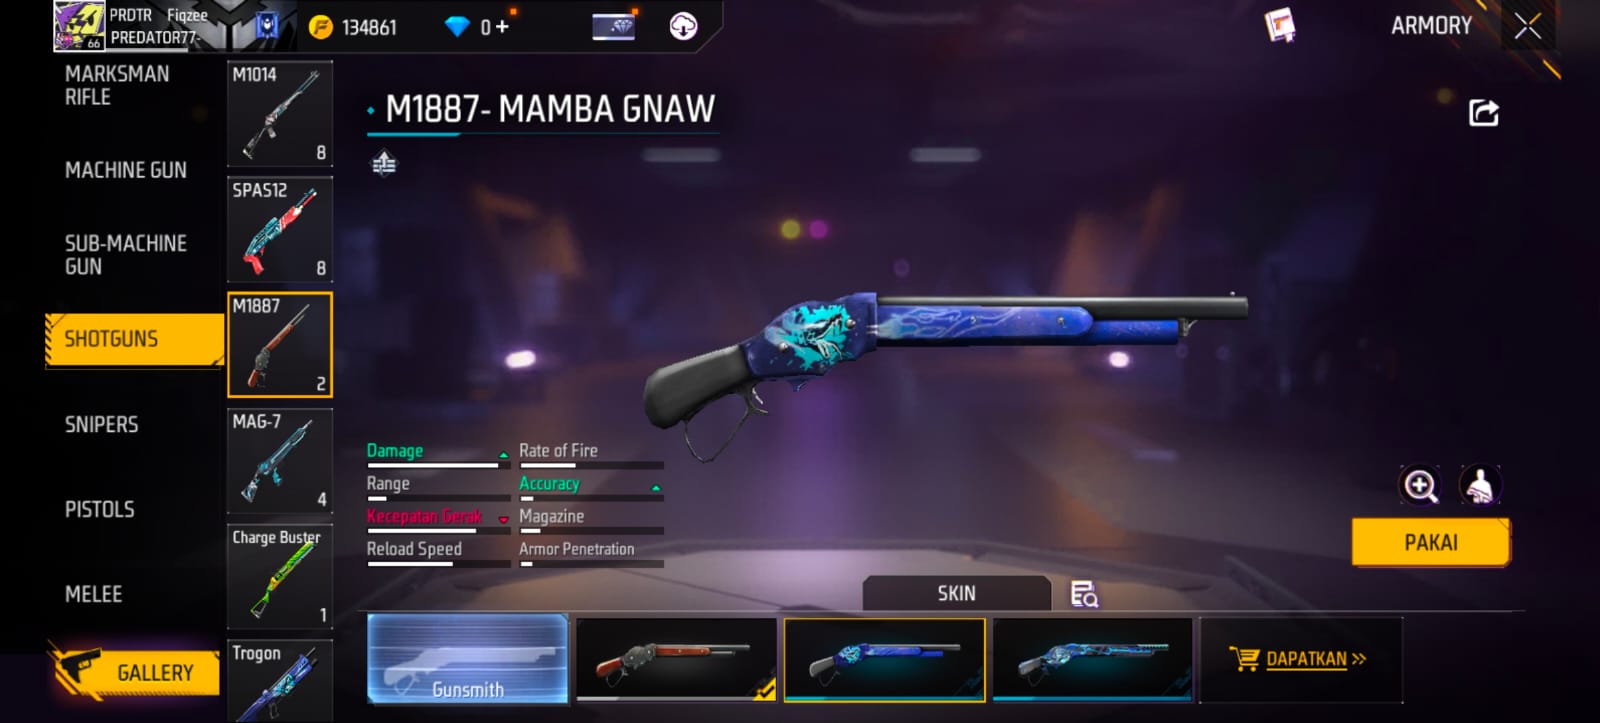 PRDTR Fiqzee
PREDATOR77-
66
134861
0 +
ARMORY
MARKSMAN
RIFLE
MACHINE GUN
SUB-MACHINE
GUN
SHOTGUNS
SNIPERS
PISTOLS
MELEE
GALLERY
M1014
8
SPAS12
8
M1887
2
MAG-7
4
Charge Buster
1
Trogon
M1887- MAMBA GNAW
Damage
Rate of Fire
Range
Accuracy
Kecepatan Gerak
Magazine
Reload Speed
Armor Penetration
PAKAI
SKIN
Gunsmith
DAPATKAN >>